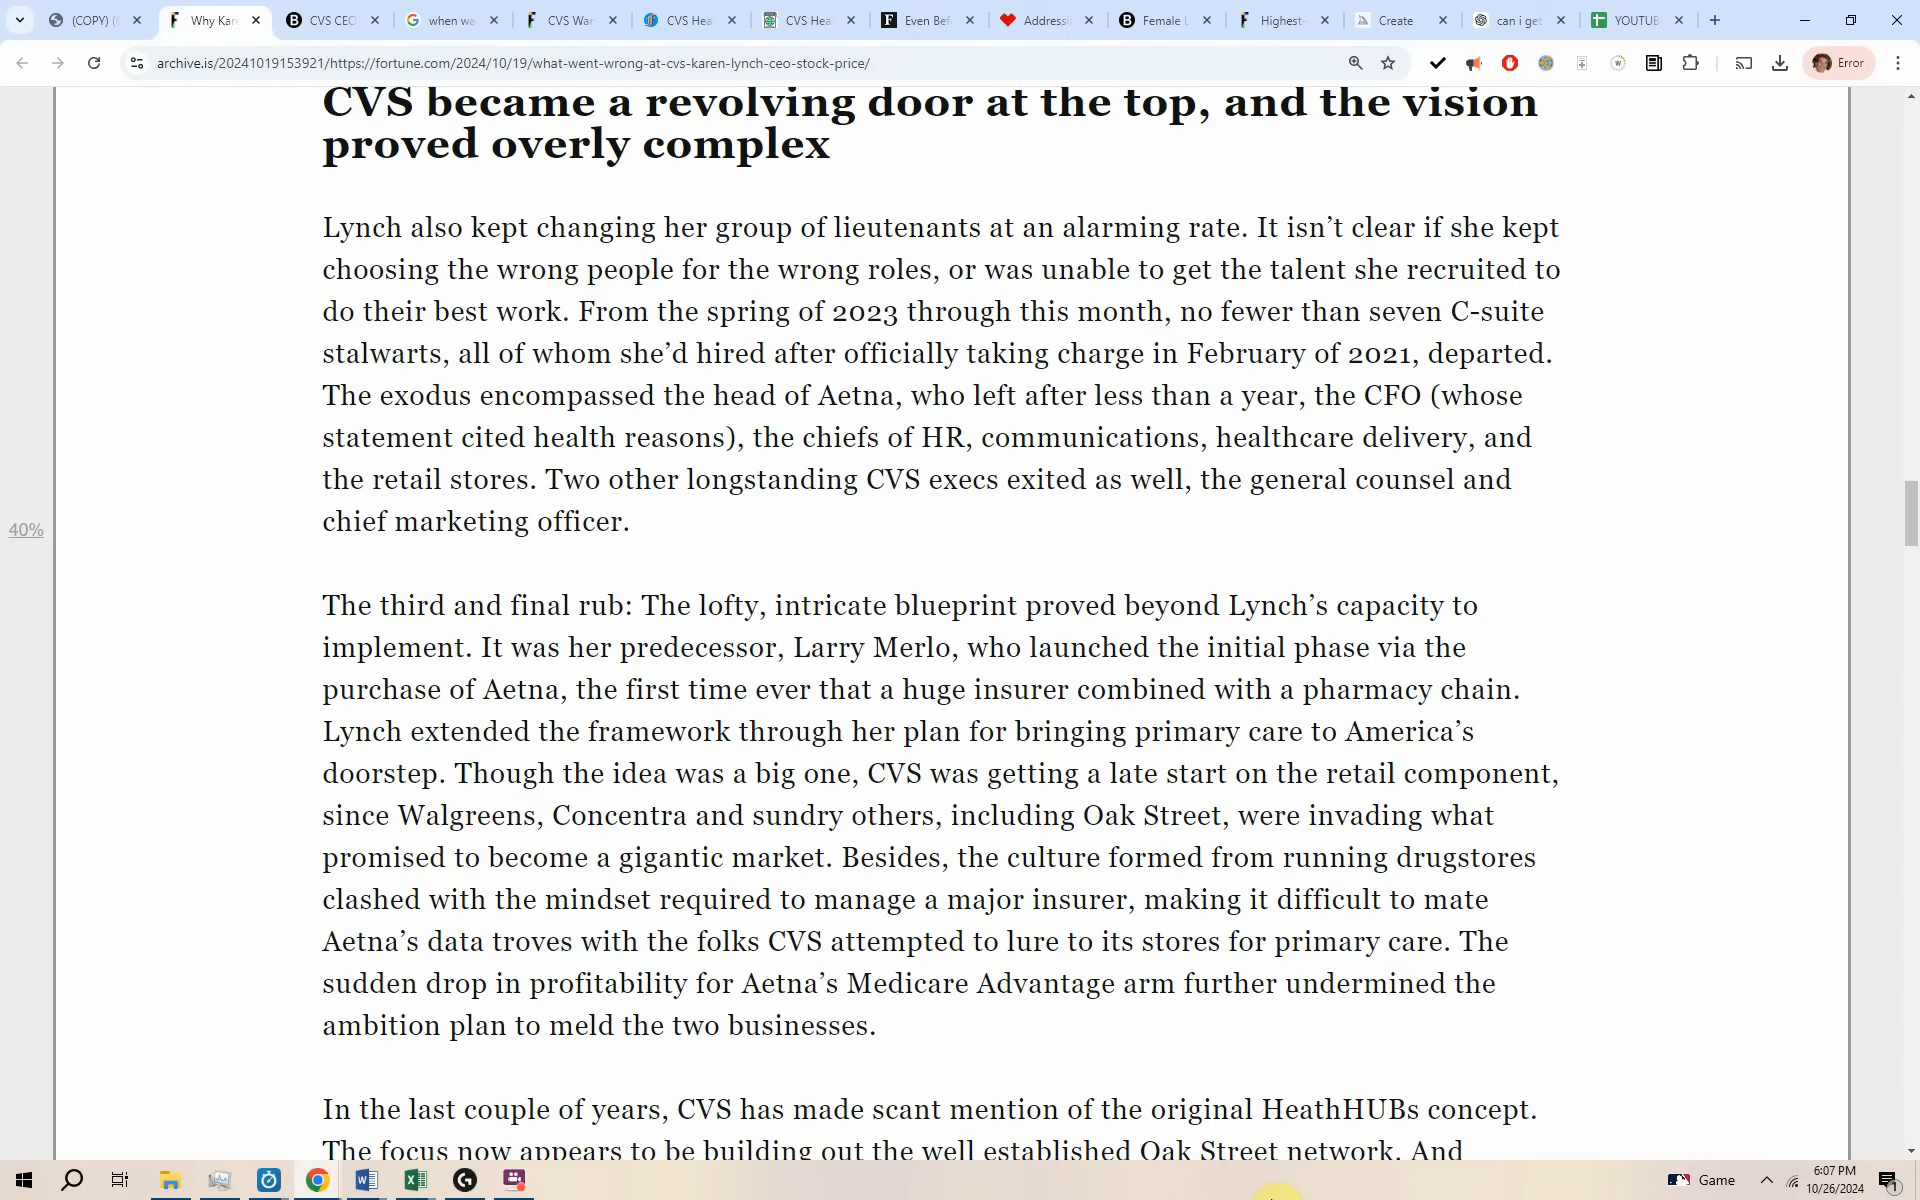 (COPY) (
Why Kare
CVS CEO
when wa
CVS War
CVS Hea
CVS Hea
Even Bef
Addressi
Female L
Highest-
Create
can i get
YOUTUB
archive.is/20241019153921/https://fortune.com/2024/10/19/what-went-wrong-at-cvs-karen-lynch-ceo-stock-price/
Error
CVS became a revolving door at the top, and the vision
proved overly complex
Lynch also kept changing her group of lieutenants at an alarming rate. It isn’t clear if she kept
choosing the wrong people for the wrong roles, or was unable to get the talent she recruited to
do their best work. From the spring of 2023 through this month, no fewer than seven C-suite
stalwarts, all of whom she’d hired after officially taking charge in February of 2021, departed.
The exodus encompassed the head of Aetna, who left after less than a year, the CFO (whose
statement cited health reasons), the chiefs of HR, communications, healthcare delivery, and
the retail stores. Two other longstanding CVS execs exited as well, the general counsel and
chief marketing officer.
40%
The third and final rub: The lofty, intricate blueprint proved beyond Lynch’s capacity to
implement. It was her predecessor, Larry Merlo, who launched the initial phase via the
purchase of Aetna, the first time ever that a huge insurer combined with a pharmacy chain.
Lynch extended the framework through her plan for bringing primary care to America’s
doorstep. Though the idea was a big one, CVS was getting a late start on the retail component,
since Walgreens, Concentra and sundry others, including Oak Street, were invading what
promised to become a gigantic market. Besides, the culture formed from running drugstores
clashed with the mindset required to manage a major insurer, making it difficult to mate
Aetna’s data troves with the folks CVS attempted to lure to its stores for primary care. The
sudden drop in profitability for Aetna’s Medicare Advantage arm further undermined the
ambition plan to meld the two businesses.
In the last couple of years, CVS has made scant mention of the original HeathHUBs concept.
The focus now appears to be building out the well established Oak Street network. And
Game
6:07 PM
10/26/2024
1